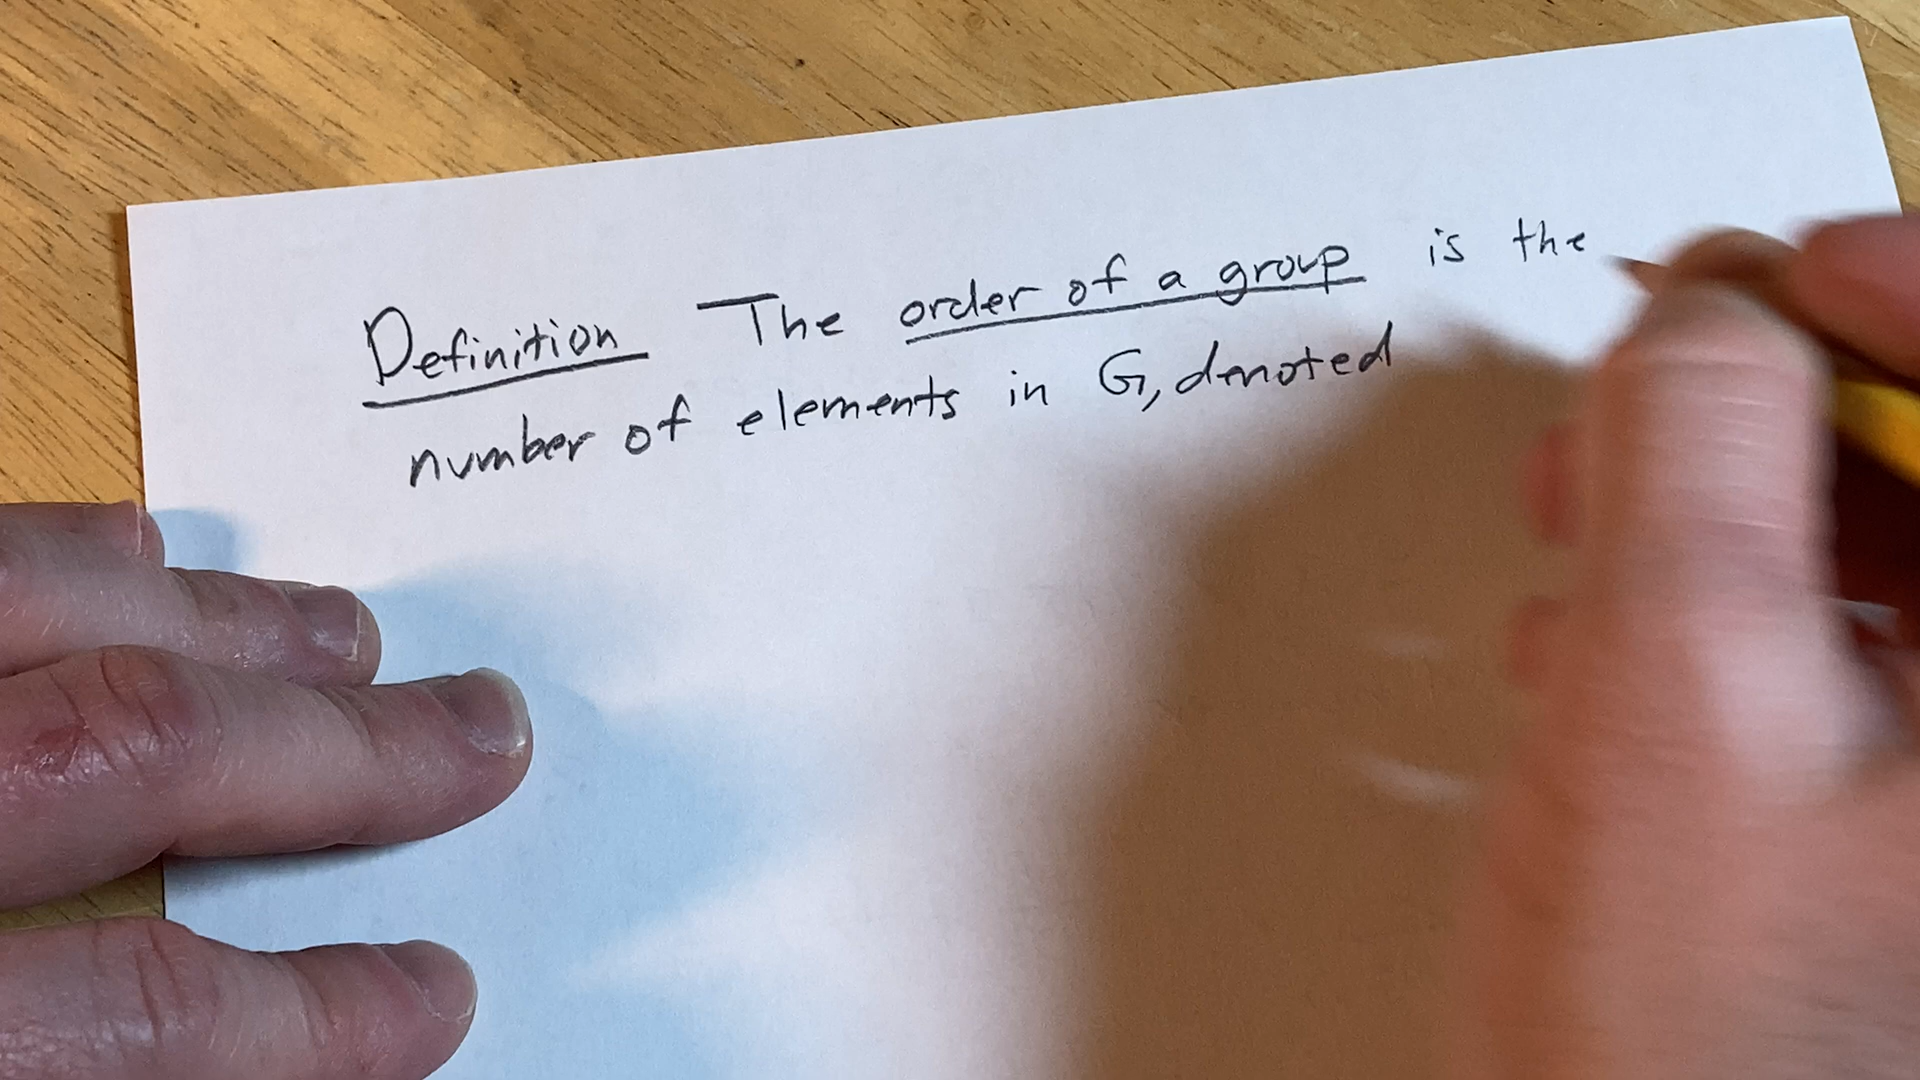 Definition The order of a group is the
number of elements in G, denoted